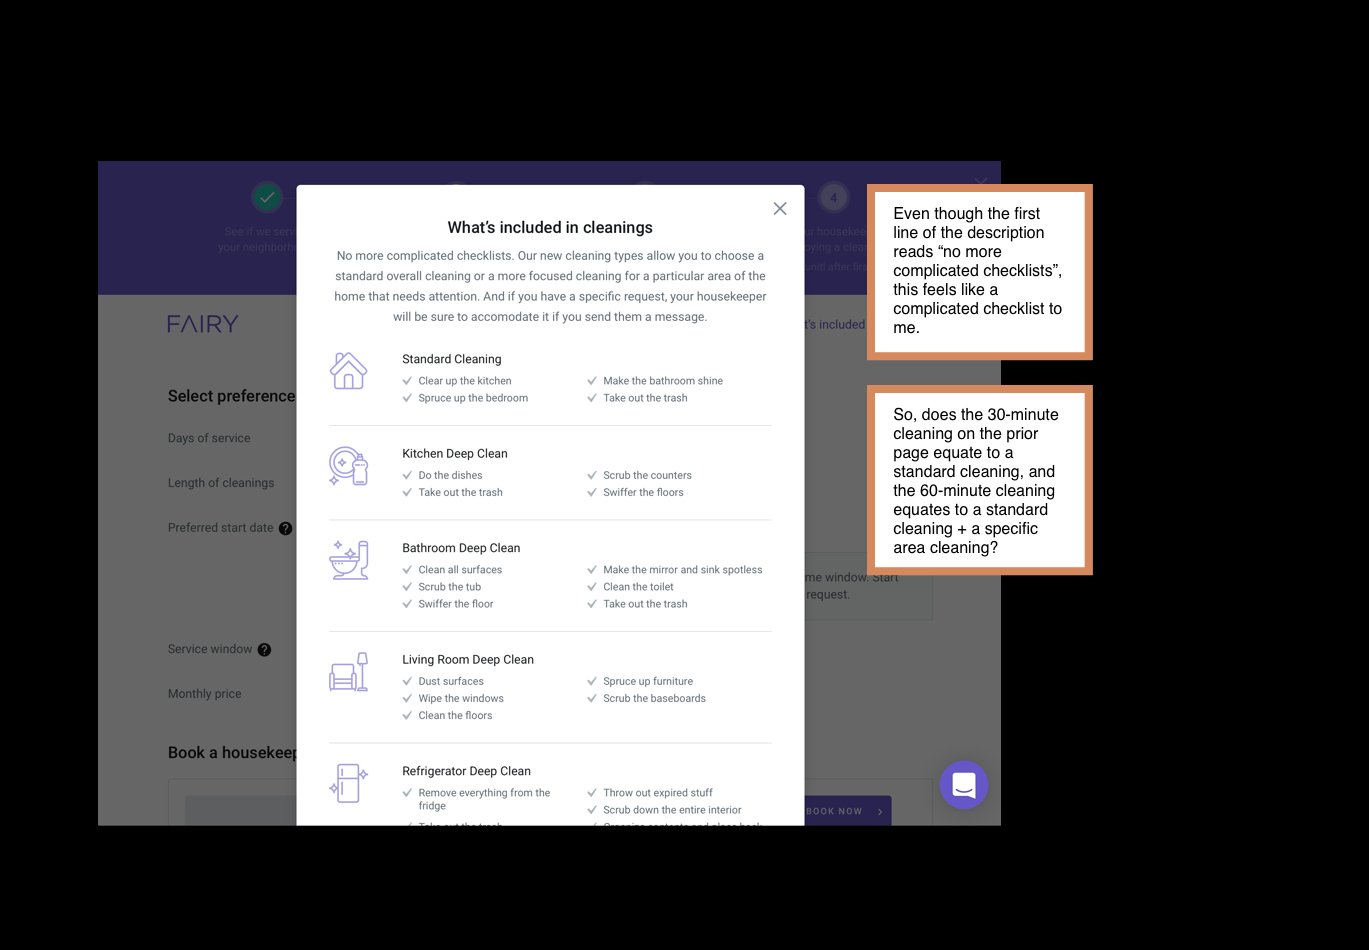 See if we serv
your neighborho
4
ur housekee
oying a clea
until after firs
What's included in cleanings
No more complicated checklists. Our new cleaning types allow you to choose a
standard overall cleaning or a more focused cleaning for a particular area of the
home that needs attention. And if you have a specific request, your housekeeper
will be sure to accomodate it if you send them a message.
FAIRY
t's included
Select preference
Days of service
Length of cleanings
Preferred start date ?
Service window ?
Monthly price
Book a housekeep
Standard Cleaning
Clear up the kitchen
Make the bathroom shine
Spruce up the bedroom
Take out the trash
Kitchen Deep Clean
Do the dishes
Scrub the counters
Take out the trash
Swiffer the floors
Bathroom Deep Clean
Clean all surfaces
Make the mirror and sink spotless
Scrub the tub
Clean the toilet
Swiffer the floor
Take out the trash
Living Room Deep Clean
Dust surfaces
Spruce up furniture
Wipe the windows
Scrub the baseboards
Clean the floors
Refrigerator Deep Clean
Remove everything from the
fridge
Throw out expired stuff
Scrub down the entire interior
me window. Start
request.
BOOK NOW
Even though the first
line of the description
reads “no more
complicated checklists”,
this feels like a
complicated checklist to
me.
So, does the 30-minute
cleaning on the prior
page equate to a
standard cleaning, and
the 60-minute cleaning
equates to a standard
cleaning + a specific
area cleaning?